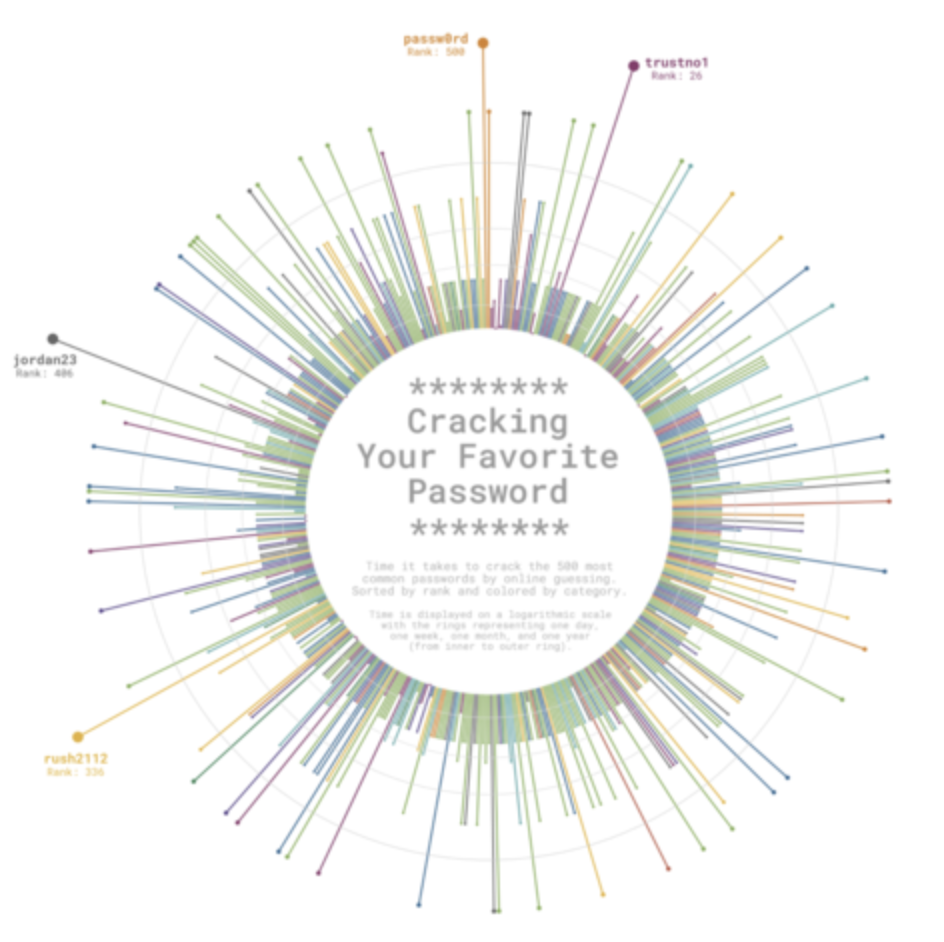 passw0rd
Rank: 500
trustno1
Rank: 26
jordan23
Rank: 406
********
Cracking
Your Favorite
Password
********
Time it takes to crack the 500 most
common passwords by online guessing.
Sorted by rank and colored by category.
Time is displayed on a logarithmic scale
with the rings representing one day,
one week, one month, and one year
(from inner to outer ring).
rush2112
Rank: 336